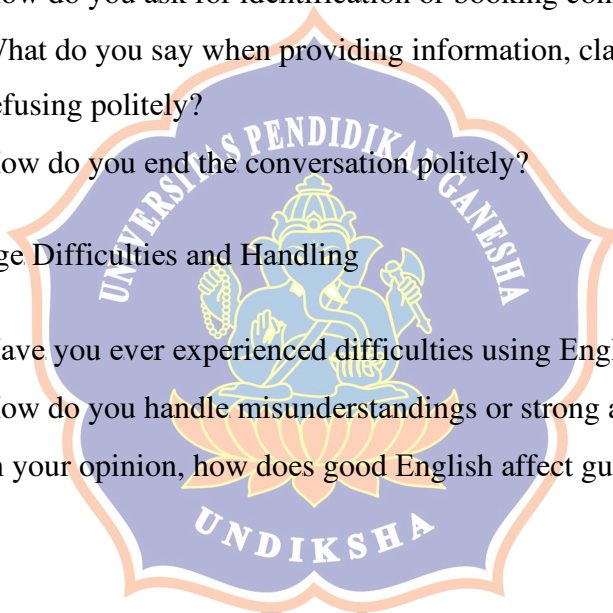 What do you say when providing information, cla
efusing politely?
UNIVERSITAS PENDIDIKAN GANESHA
ow do you end the conversation politely?
ge Difficulties and Handling
ave you ever experienced difficulties using Engl
ow do you handle misunderstandings or strong a
n your opinion, how does good English affect gu
UNDIKSHA